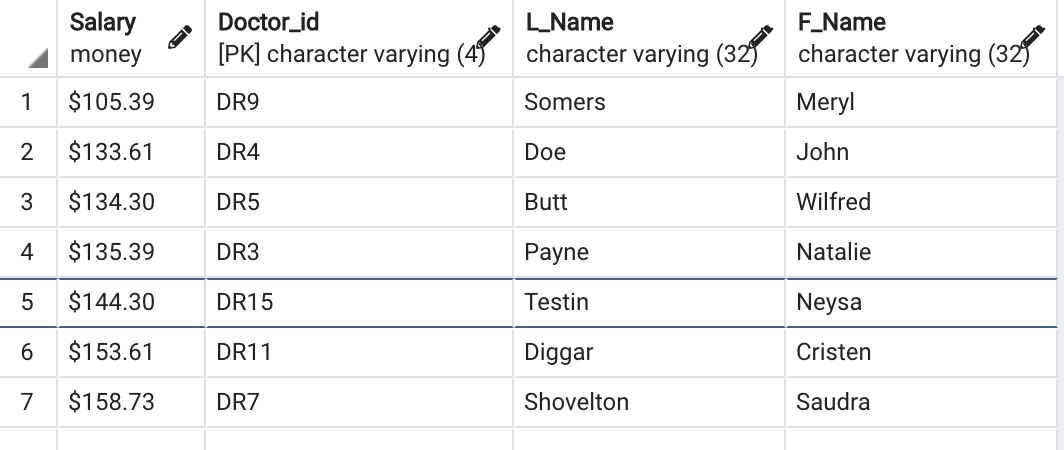 Salary Doctor_id L_Name F_Name
money [PK] character varying (4) character varying (32) character varying (32)
1 $105.39 DR9 Somers Meryl
2 $133.61 DR4 Doe John
3 $134.30 DR5 Butt Wilfred
4 $135.39 DR3 Payne Natalie
5 $144.30 DR15 Testin Neysa
6 $153.61 DR11 Diggar Cristen
7 $158.73 DR7 Shovelton Saudra